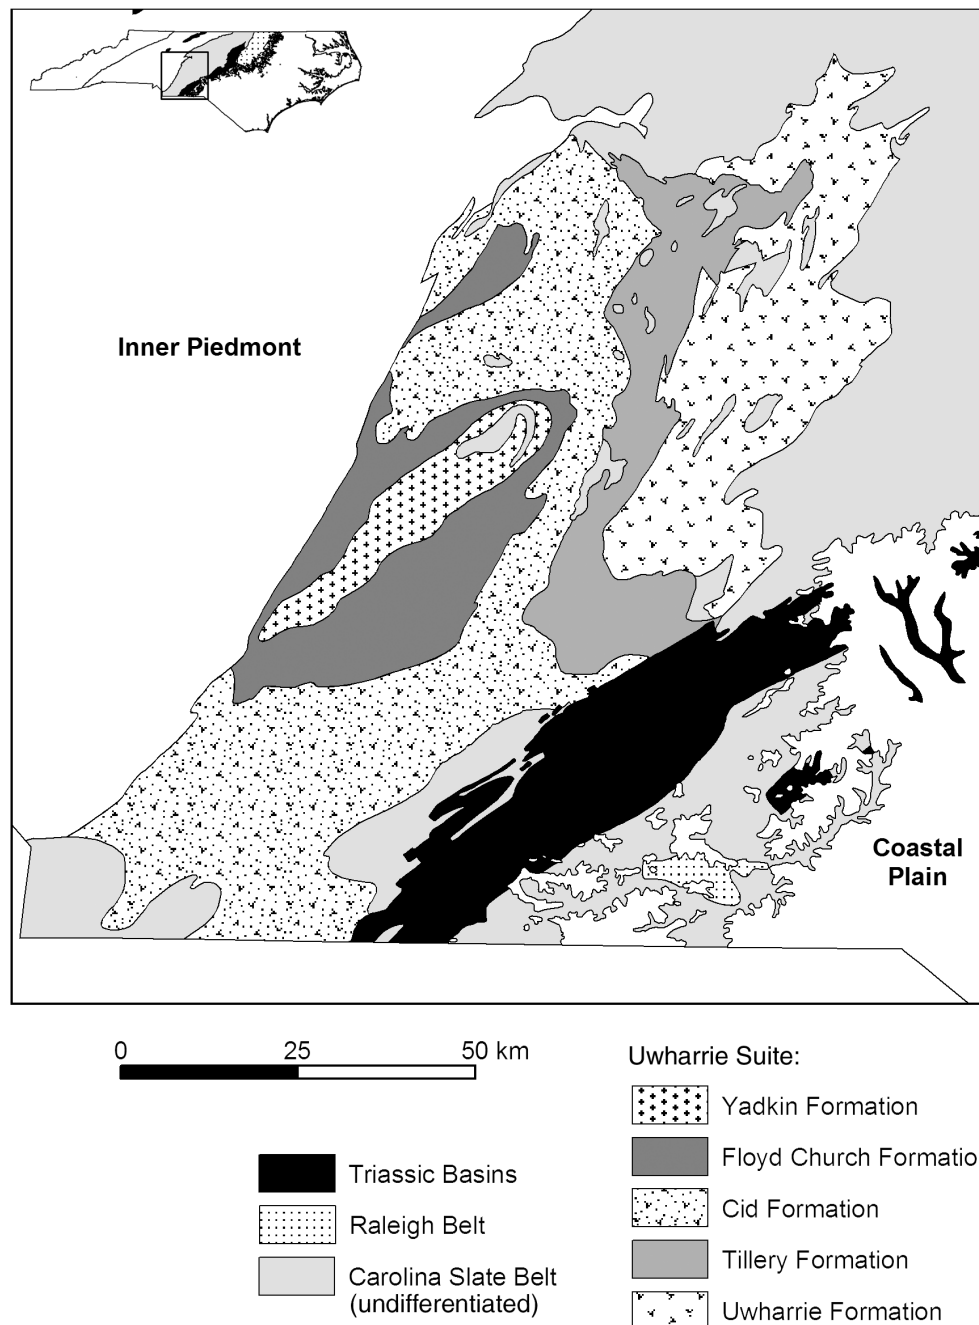 Inner Piedmont
Coastal
Plain
0 25 50 km
Triassic Basins
Raleigh Belt
Carolina Slate Belt
(undifferentiated)
Uwharrie Suite:
Yadkin Formation
Floyd Church Formatio
Cid Formation
Tillery Formation
Uwharrie Formation